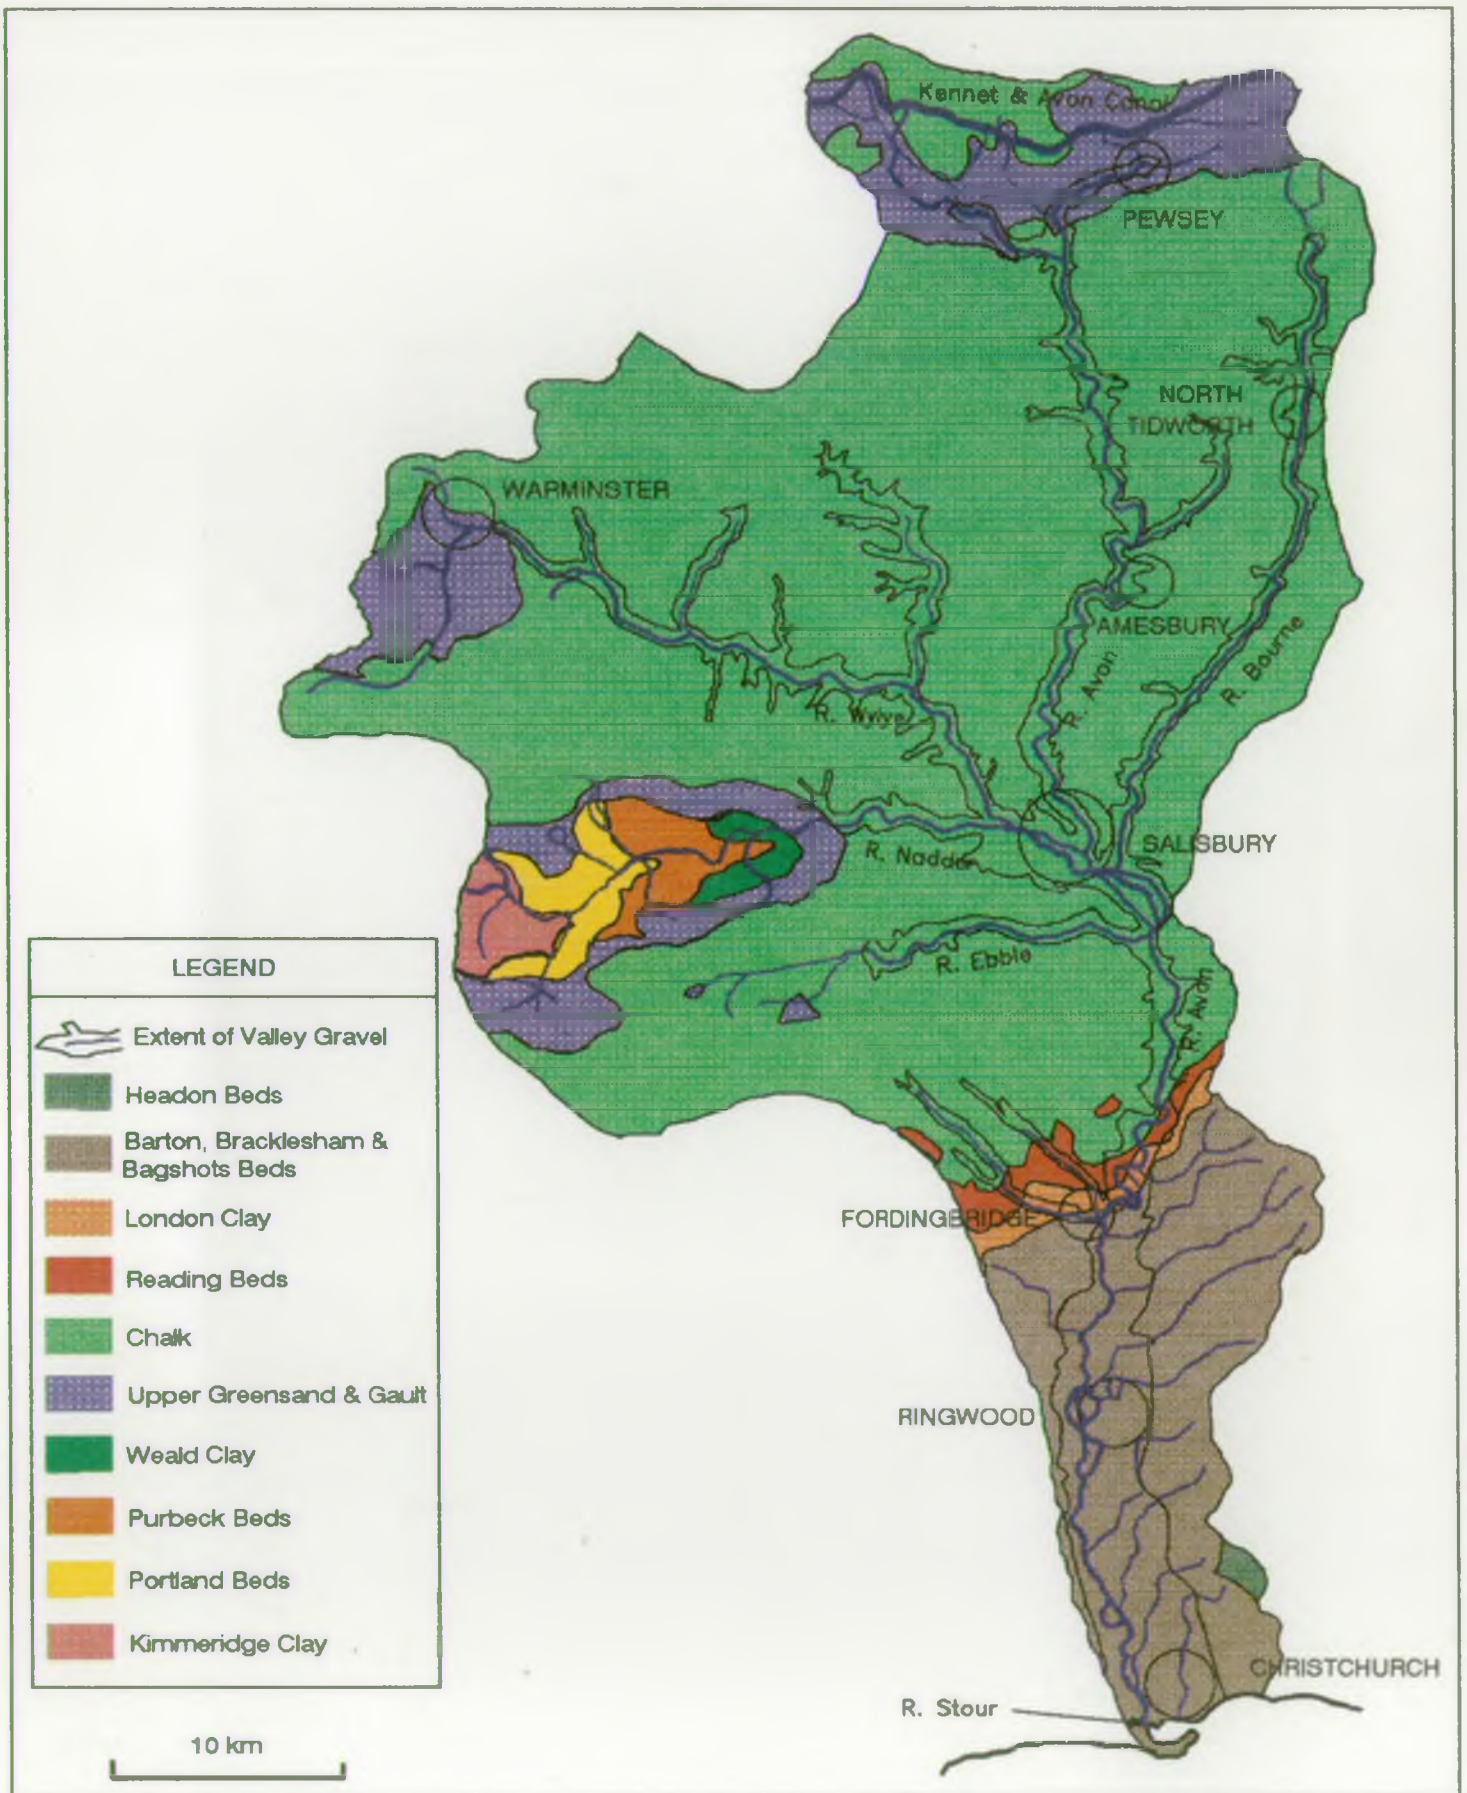 Kennet & Avon Canal
PEWSEY
NORTH
TIDWORTH
WARMINSTER
AMESBURY
R. Bourne
R. Avon
R. Wylye
SALISBURY
R. Nadder
R. Ebble
R. Avon
LEGEND
Extent of Valley Gravel
Headon Beds
Barton, Bracklesham &
Bagshots Beds
London Clay
Reading Beds
Chalk
Upper Greensand & Gault
Weald Clay
Purbeck Beds
Portland Beds
Kimmeridge Clay
FORDINGBRIDGE
RINGWOOD
CHRISTCHURCH
R. Stour
10 km